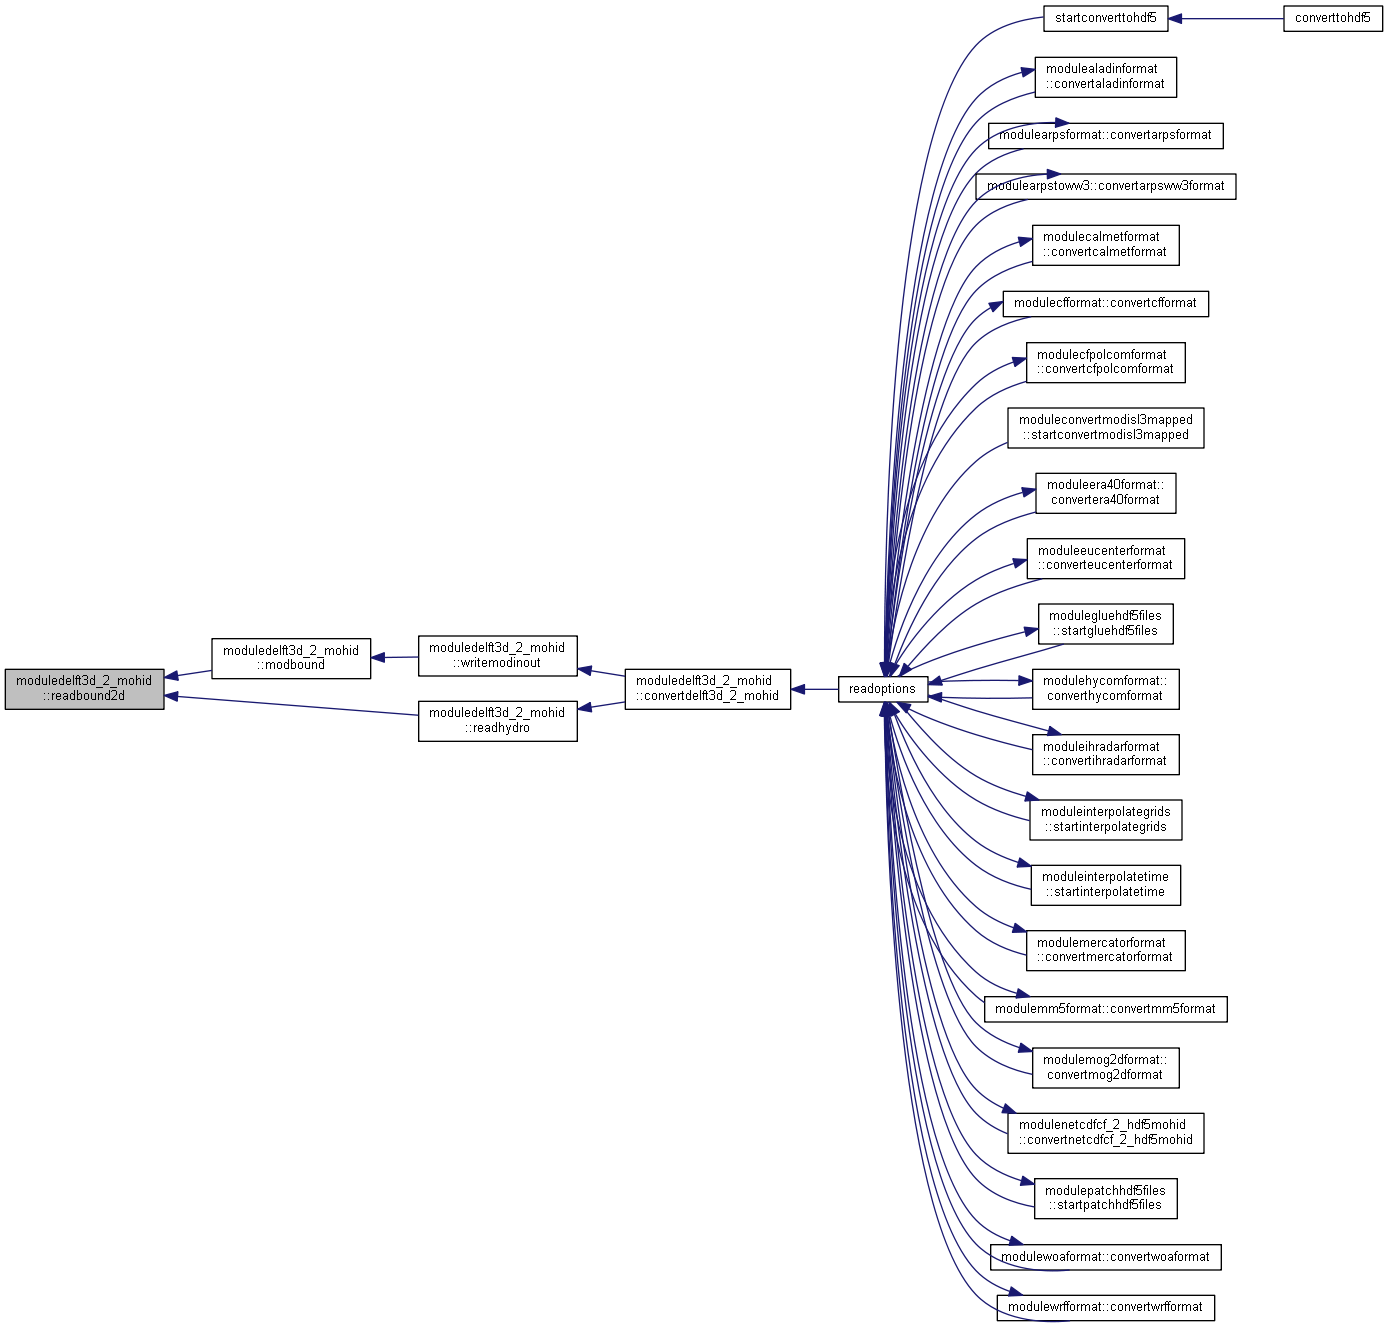 startconverttohdf5
converttohdf5
modulealadinformat
::convertaladinformat
modulearpsformat::convertarpsformat
modulearpstoww3::convertarpsww3format
modulecalmetformat
::convertcalmetformat
modulecfformat::convertcfformat
modulecfpolcomformat
::convertcfpolcomformat
moduleconvertmodisl3mapped
::startconvertmodisl3mapped
moduleera40format::
convertera40format
moduleeucenterformat
::converteucenterformat
modulegluehdf5files
::startgluehdf5files
moduledelft3d_2_mohid
::readbound2d
moduledelft3d_2_mohid
::modbound
moduledelft3d_2_mohid
::writemodinout
moduledelft3d_2_mohid
::readhydro
moduledelft3d_2_mohid
::convertdelft3d_2_mohid
readoptions
modulehycomformat::
converthycomformat
moduleihradarformat
::convertihradarformat
moduleinterpolategrids
::startinterpolategrids
moduleinterpolatetime
::startinterpolatetime
modulemercatorformat
::convertmercatorformat
modulemm5format::convertmm5format
modulemog2dformat::
convertmog2dformat
modulenetcdfcf_2_hdf5mohid
::convertnetcdfcf_2_hdf5mohid
modulepatchhdf5files
::startpatchhdf5files
modulewoaformat::convertwoaformat
modulewrfformat::convertwrfformat